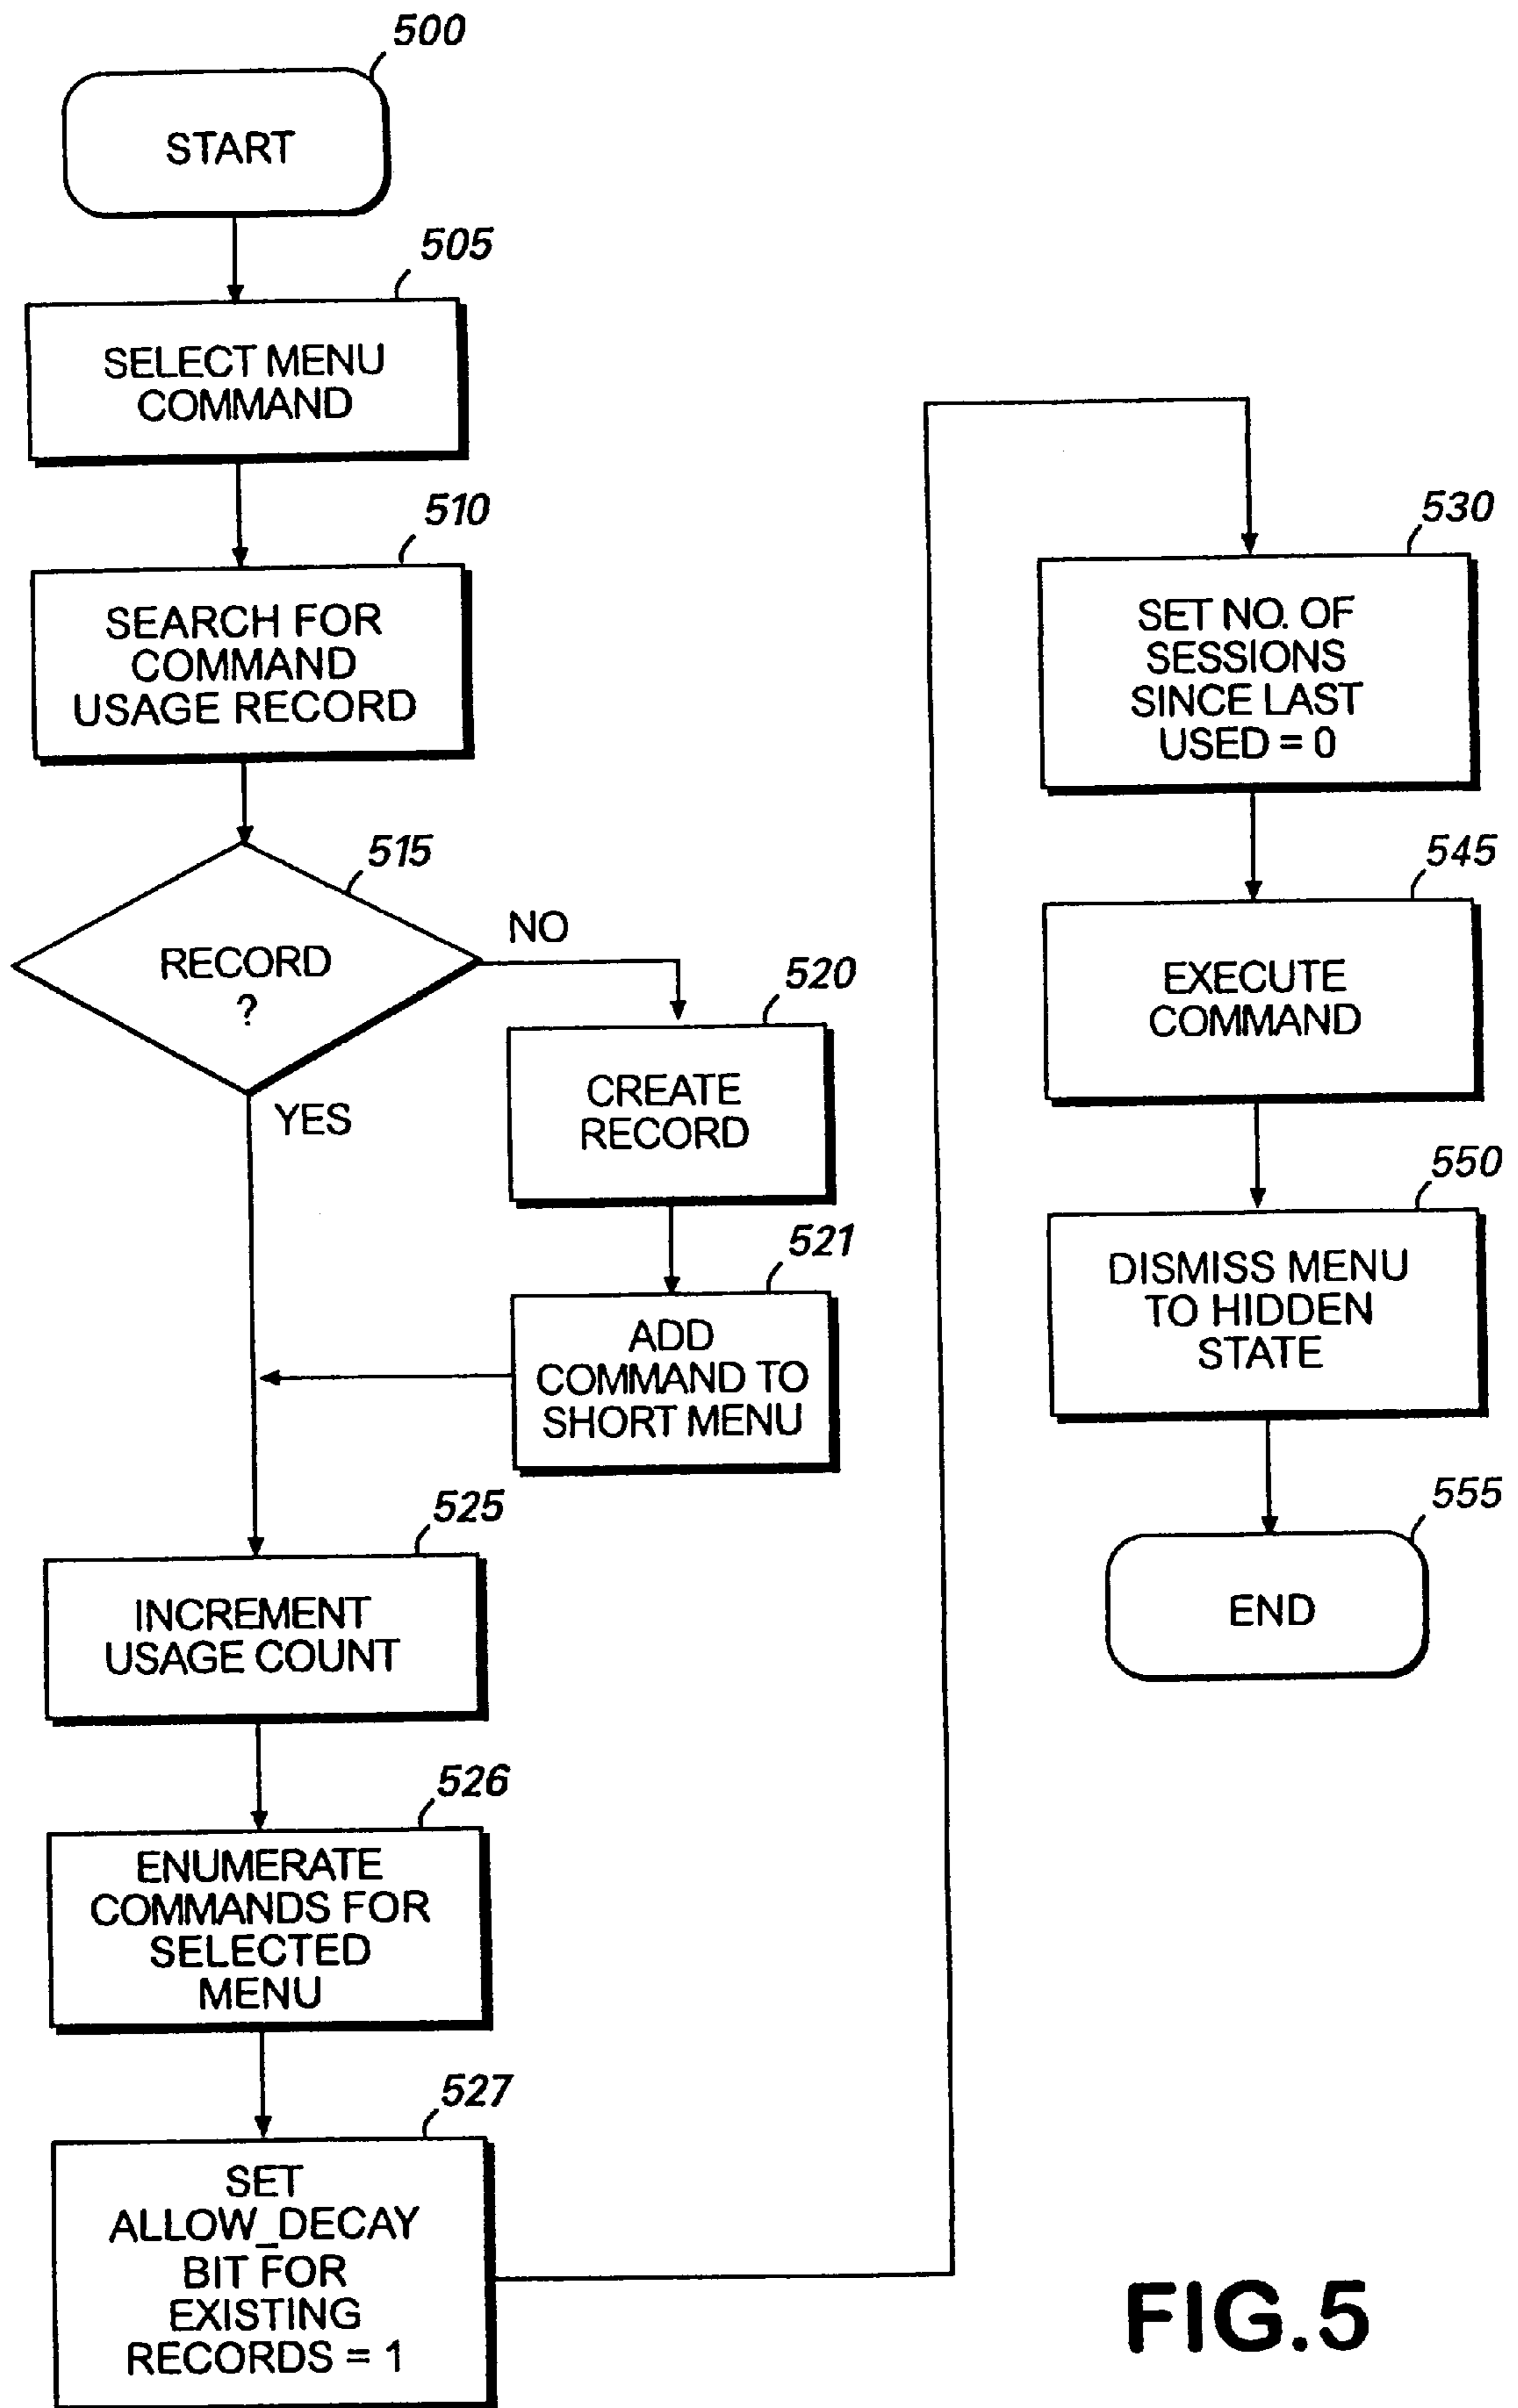 500
START
505
SELECT MENU
COMMAND
510
SEARCH FOR
COMMAND
USAGE RECORD
515
RECORD
?
NO
YES
520
CREATE
RECORD
521
ADD
COMMAND TO
SHORT MENU
525
INCREMENT
USAGE COUNT
526
ENUMERATE
COMMANDS FOR
SELECTED
MENU
527
SET
ALLOW_DECAY
BIT FOR
EXISTING
RECORDS = 1
530
SET NO. OF
SESSIONS
SINCE LAST
USED = 0
545
EXECUTE
COMMAND
550
DISMISS MENU
TO HIDDEN
STATE
555
END
FIG.5